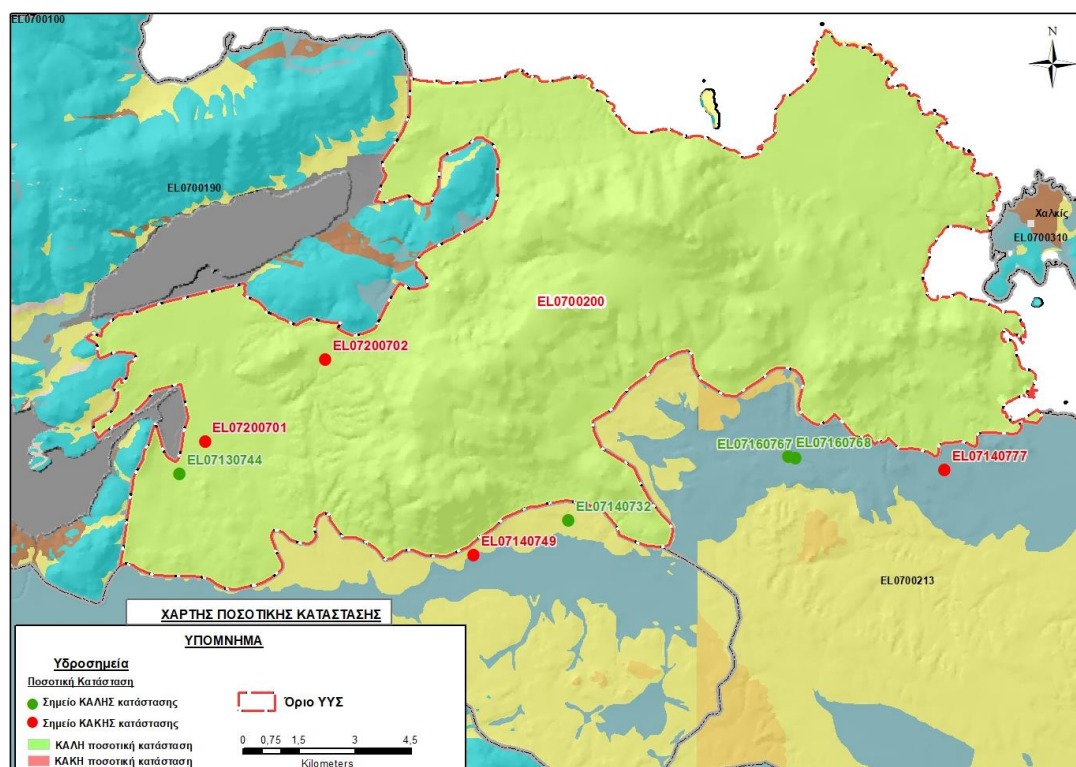 EL0700100
N
EL0700190
Χαλκίς
EL0700310
EL0700200
EL07200702
EL07200701
EL07130744
EL07160767
EL07160768
EL07140777
EL07140732
EL07140749
EL0700213
ΧΑΡΤΗΣ ΠΟΣΟΤΙΚΗΣ ΚΑΤΑΣΤΑΣΗΣ
ΥΠΟΜΝΗΜΑ
Υδροσημεία
Ποσοτική Κατάσταση
Σημείο ΚΑΛΗΣ κατάστασης
Όριο ΥΥΣ
Σημείο ΚΑΚΗΣ κατάστασης
ΚΑΛΗ ποσοτική κατάσταση
0 0,75 1,5 3 4,5
ΚΑΚΗ ποσοτική κατάσταση
Kilometers